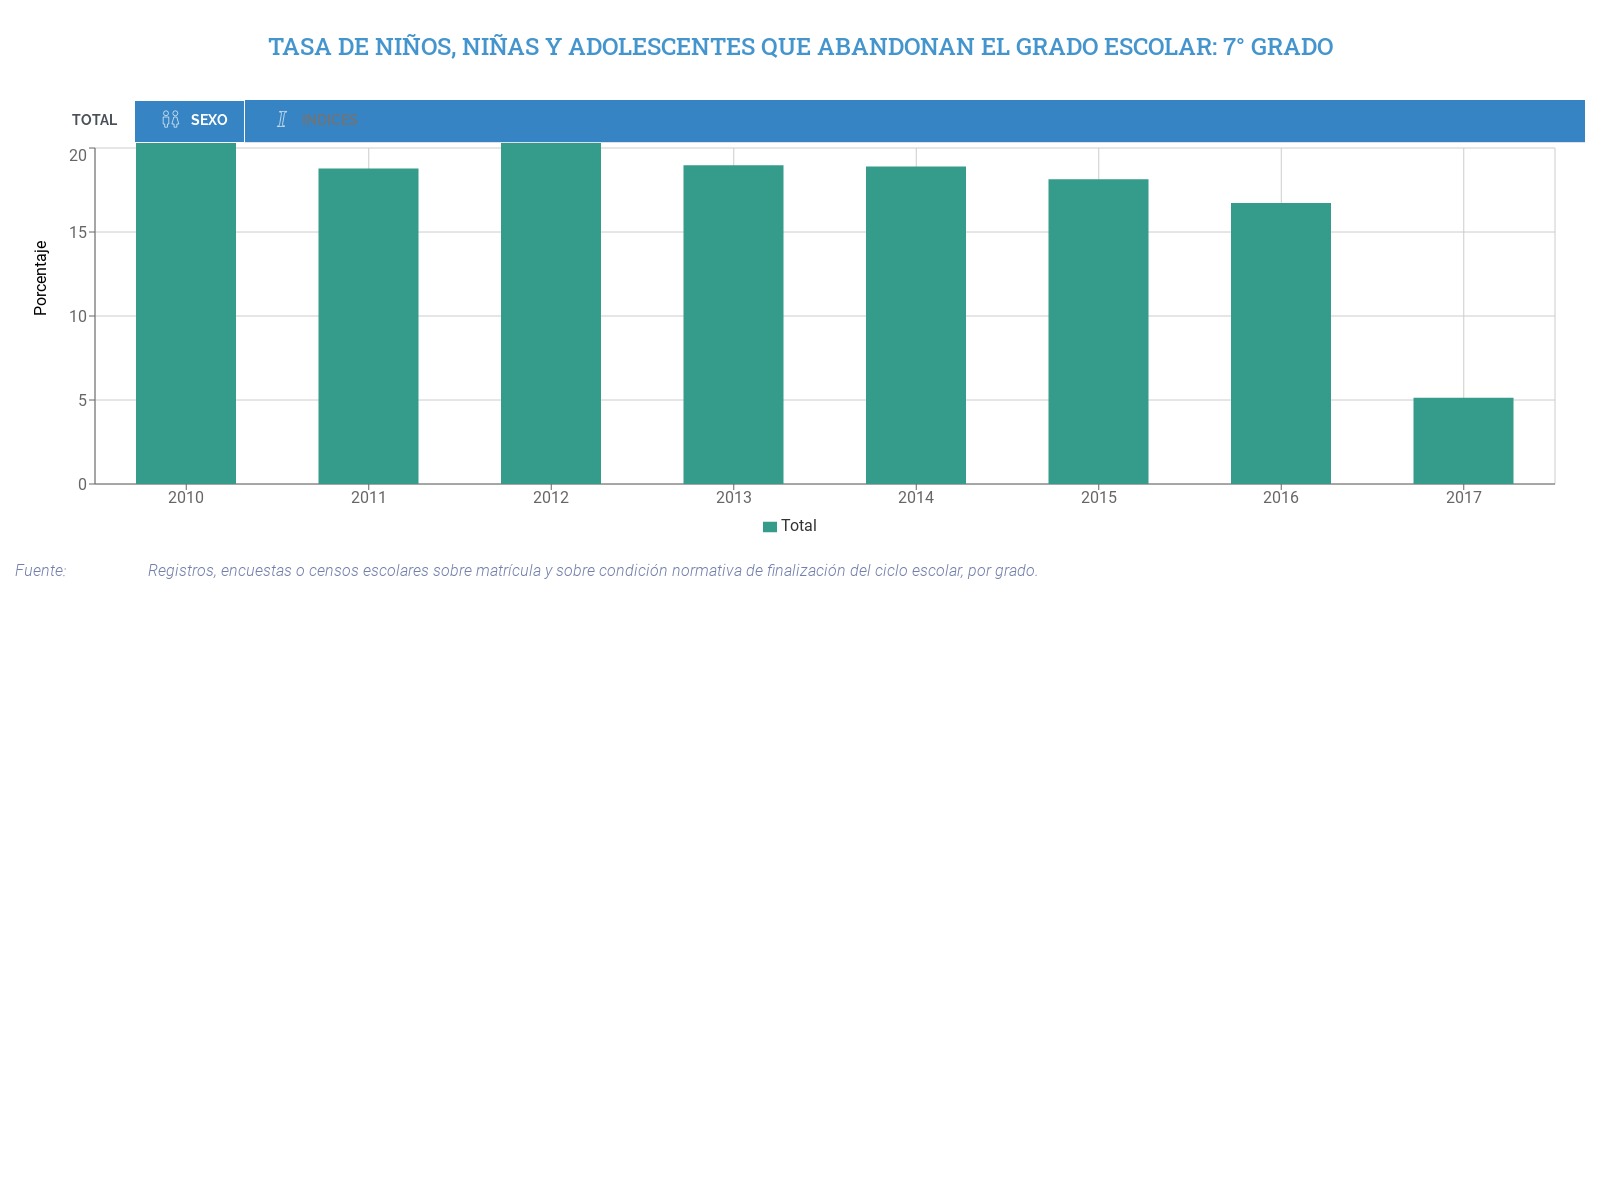 TASA DE NIÑOS, NIÑAS Y ADOLESCENTES QUE ABANDONAN EL GRADO ESCOLAR: 7° GRADO
TOTAL SEXO INDICES
20
15
10
5
0
Porcentaje
2010 2011 2012 2013 2014 2015 2016 2017
Total
Fuente: Registros, encuestas o censos escolares sobre matrícula y sobre condición normativa de finalización del ciclo escolar, por grado.